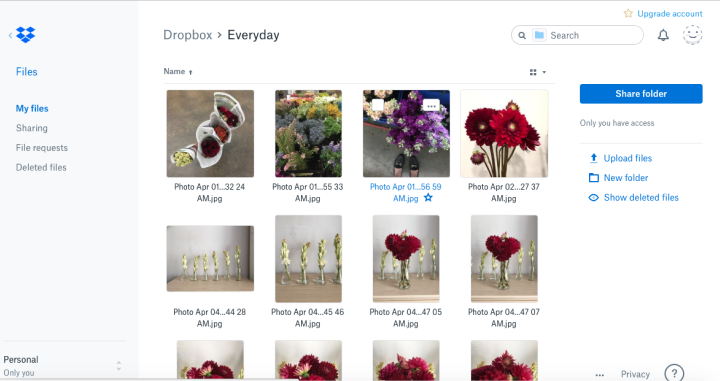 Upgrade account
Dropbox › Everyday
Search
Files
My files
Sharing
File requests
Deleted files
Name
Photo Apr 01...32 24
AM.jpg
Photo Apr 01...55 33
AM.jpg
Photo Apr 01...56 59
AM.jpg
Photo Apr 02...27 37
AM.jpg
Photo Apr 04...44 28
AM.jpg
Photo Apr 04...45 46
AM.jpg
Photo Apr 04...47 05
AM.jpg
Photo Apr 04...47 07
AM.jpg
Share folder
Only you have access
Upload files
New folder
Show deleted files
Personal
Only you
... Privacy ?